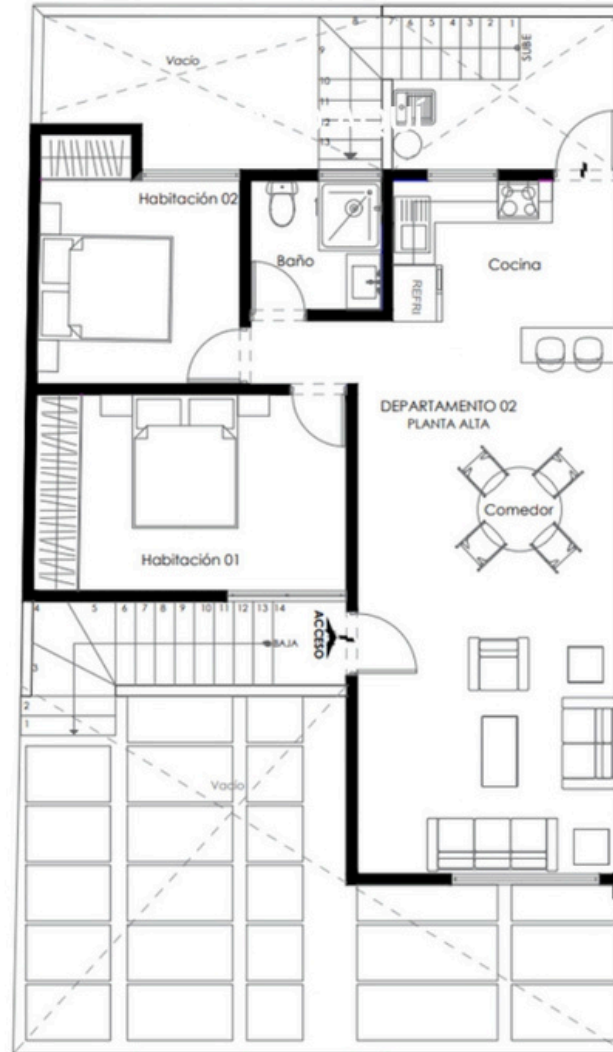 8 7 6 5 4 3 2 1
SUBE
9
10
11
12
13
Vacío
Habitación 02
Baño
Cocina
REFRI
DEPARTAMENTO 02
PLANTA ALTA
Comedor
Habitación 01
4 5 6 7 8 9 10 11 12 13 14
ACCESO
BAJA
3
2
1
Vacío